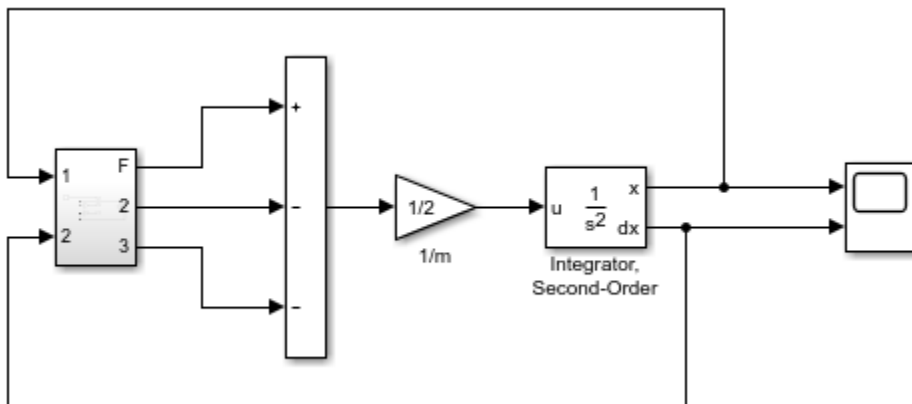 1
2
F
2
3
+
−
−
1/2
1/m
u
1
s2
x
dx
Integrator,
Second-Order